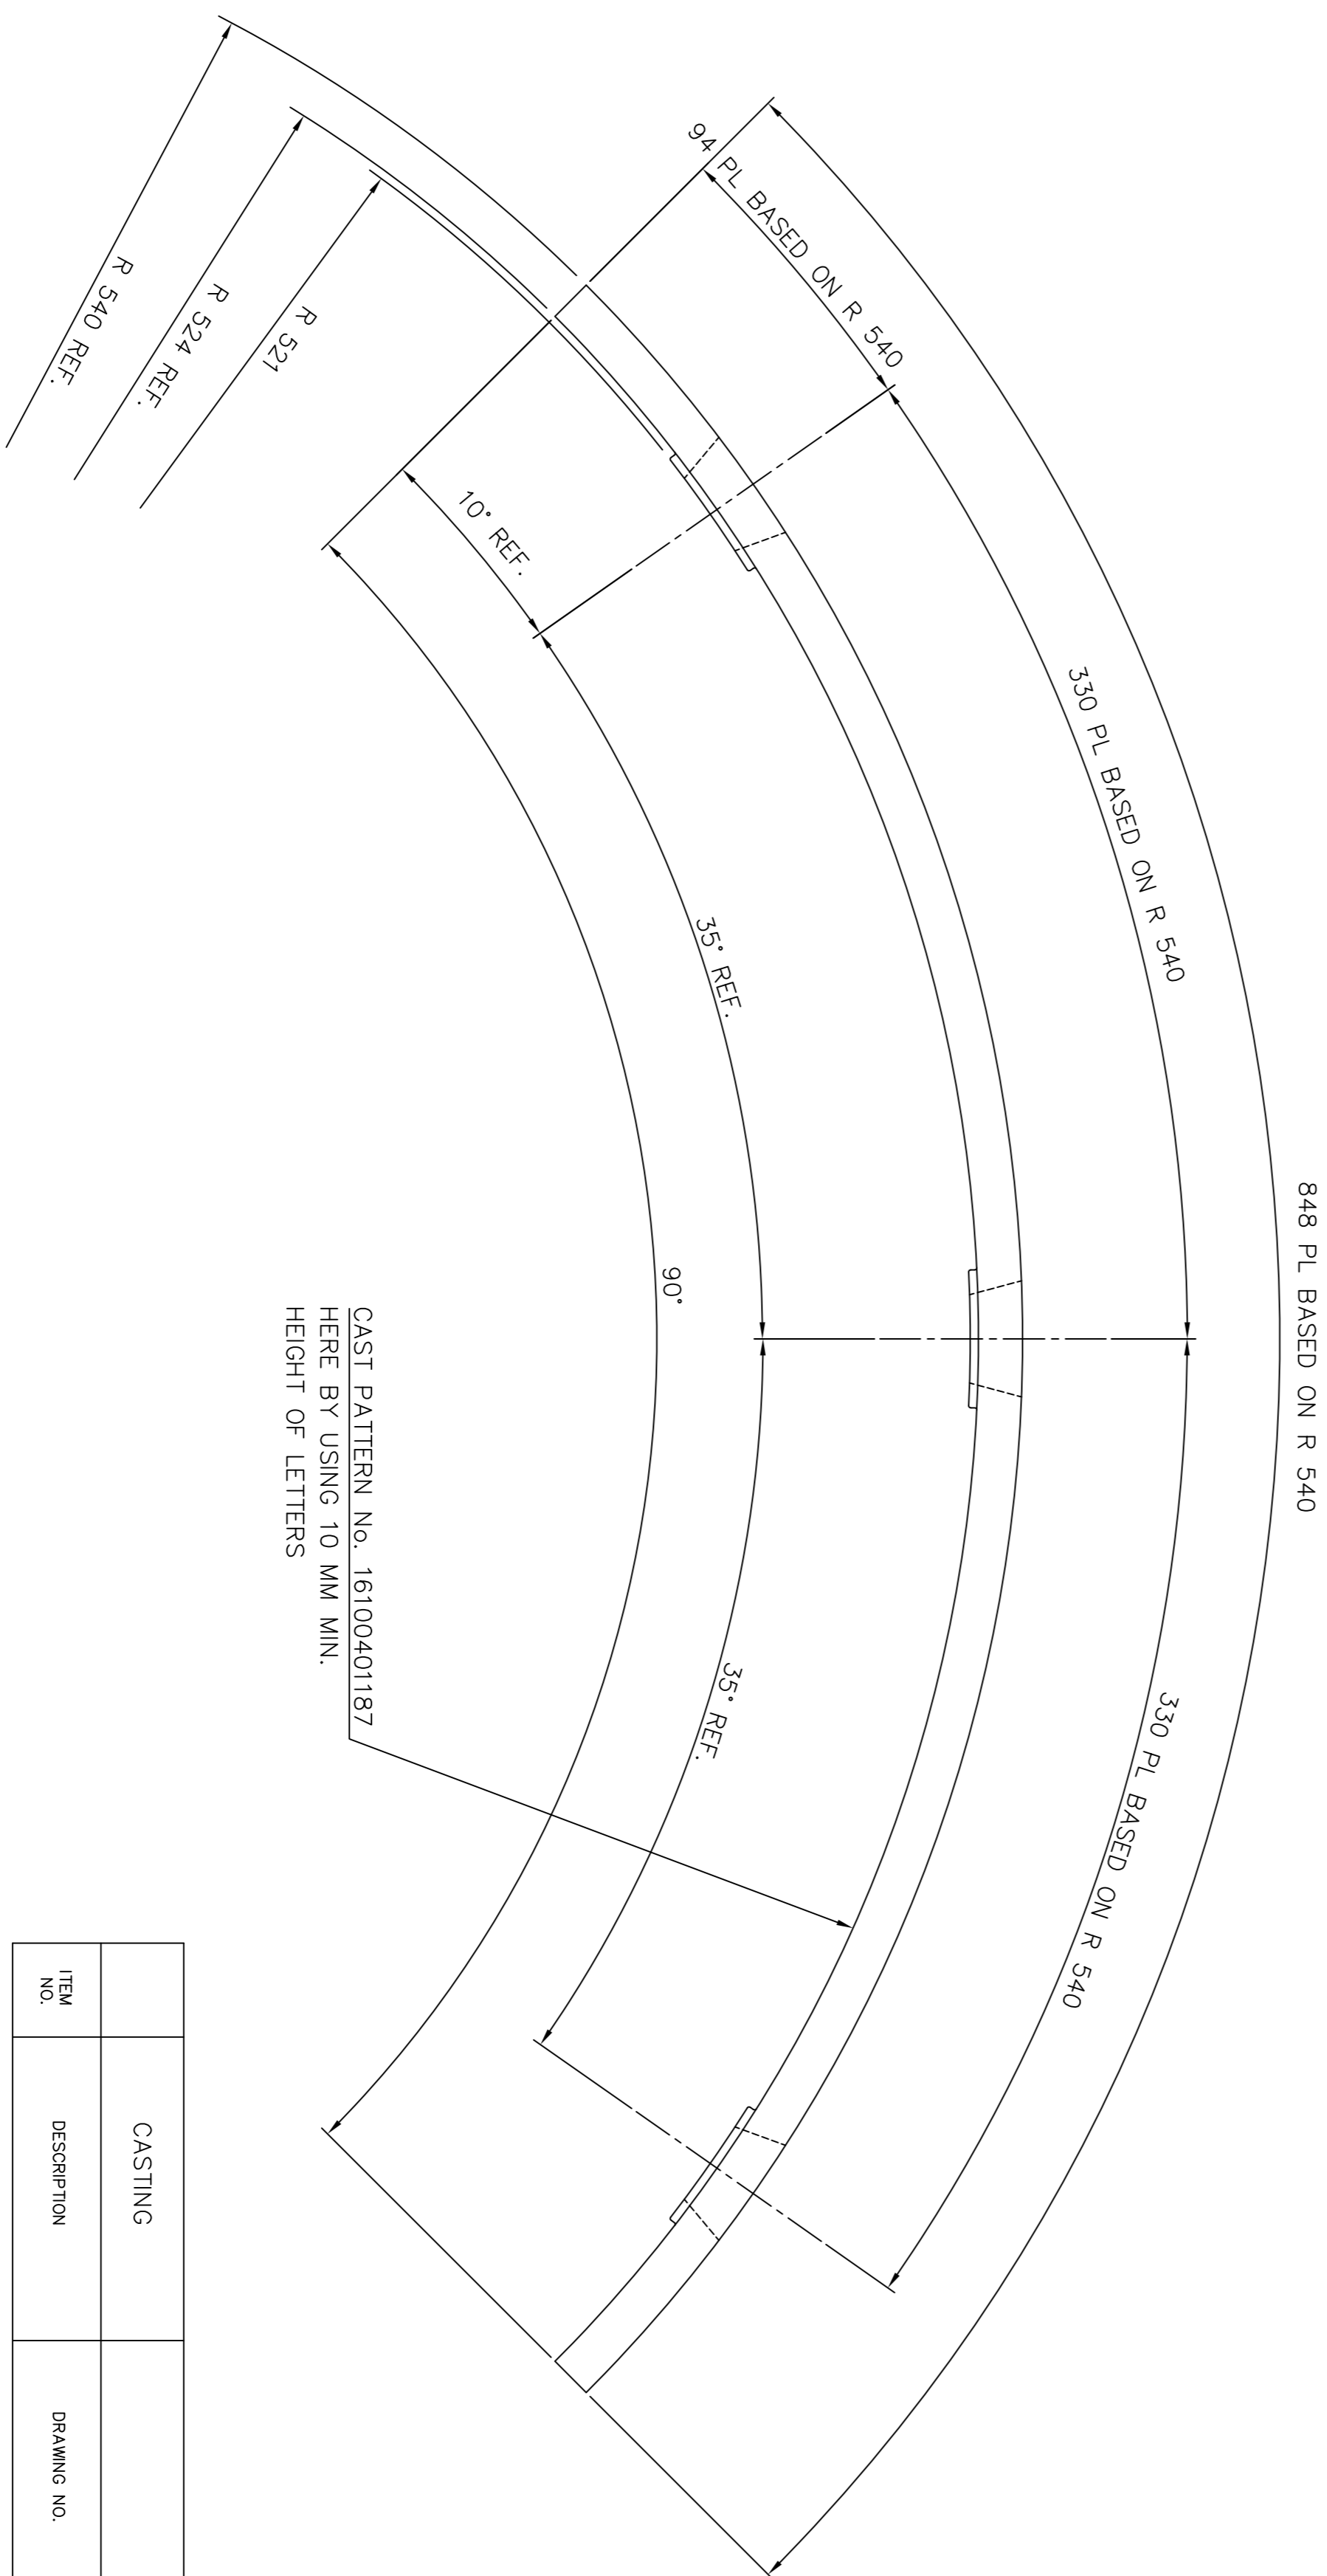 848 PL BASED ON R 540
330 PL BASED ON R 540
330 PL BASED ON R 540
94 PL BASED ON R 540
10° REF.
35° REF.
35° REF.
90°
R 521
R 524 REF.
R 540 REF.
CAST PATTERN No. 16100401187
HERE BY USING 10 MM MIN.
HEIGHT OF LETTERS
CASTING
ITEM
NO.
DESCRIPTION
DRAWING NO.